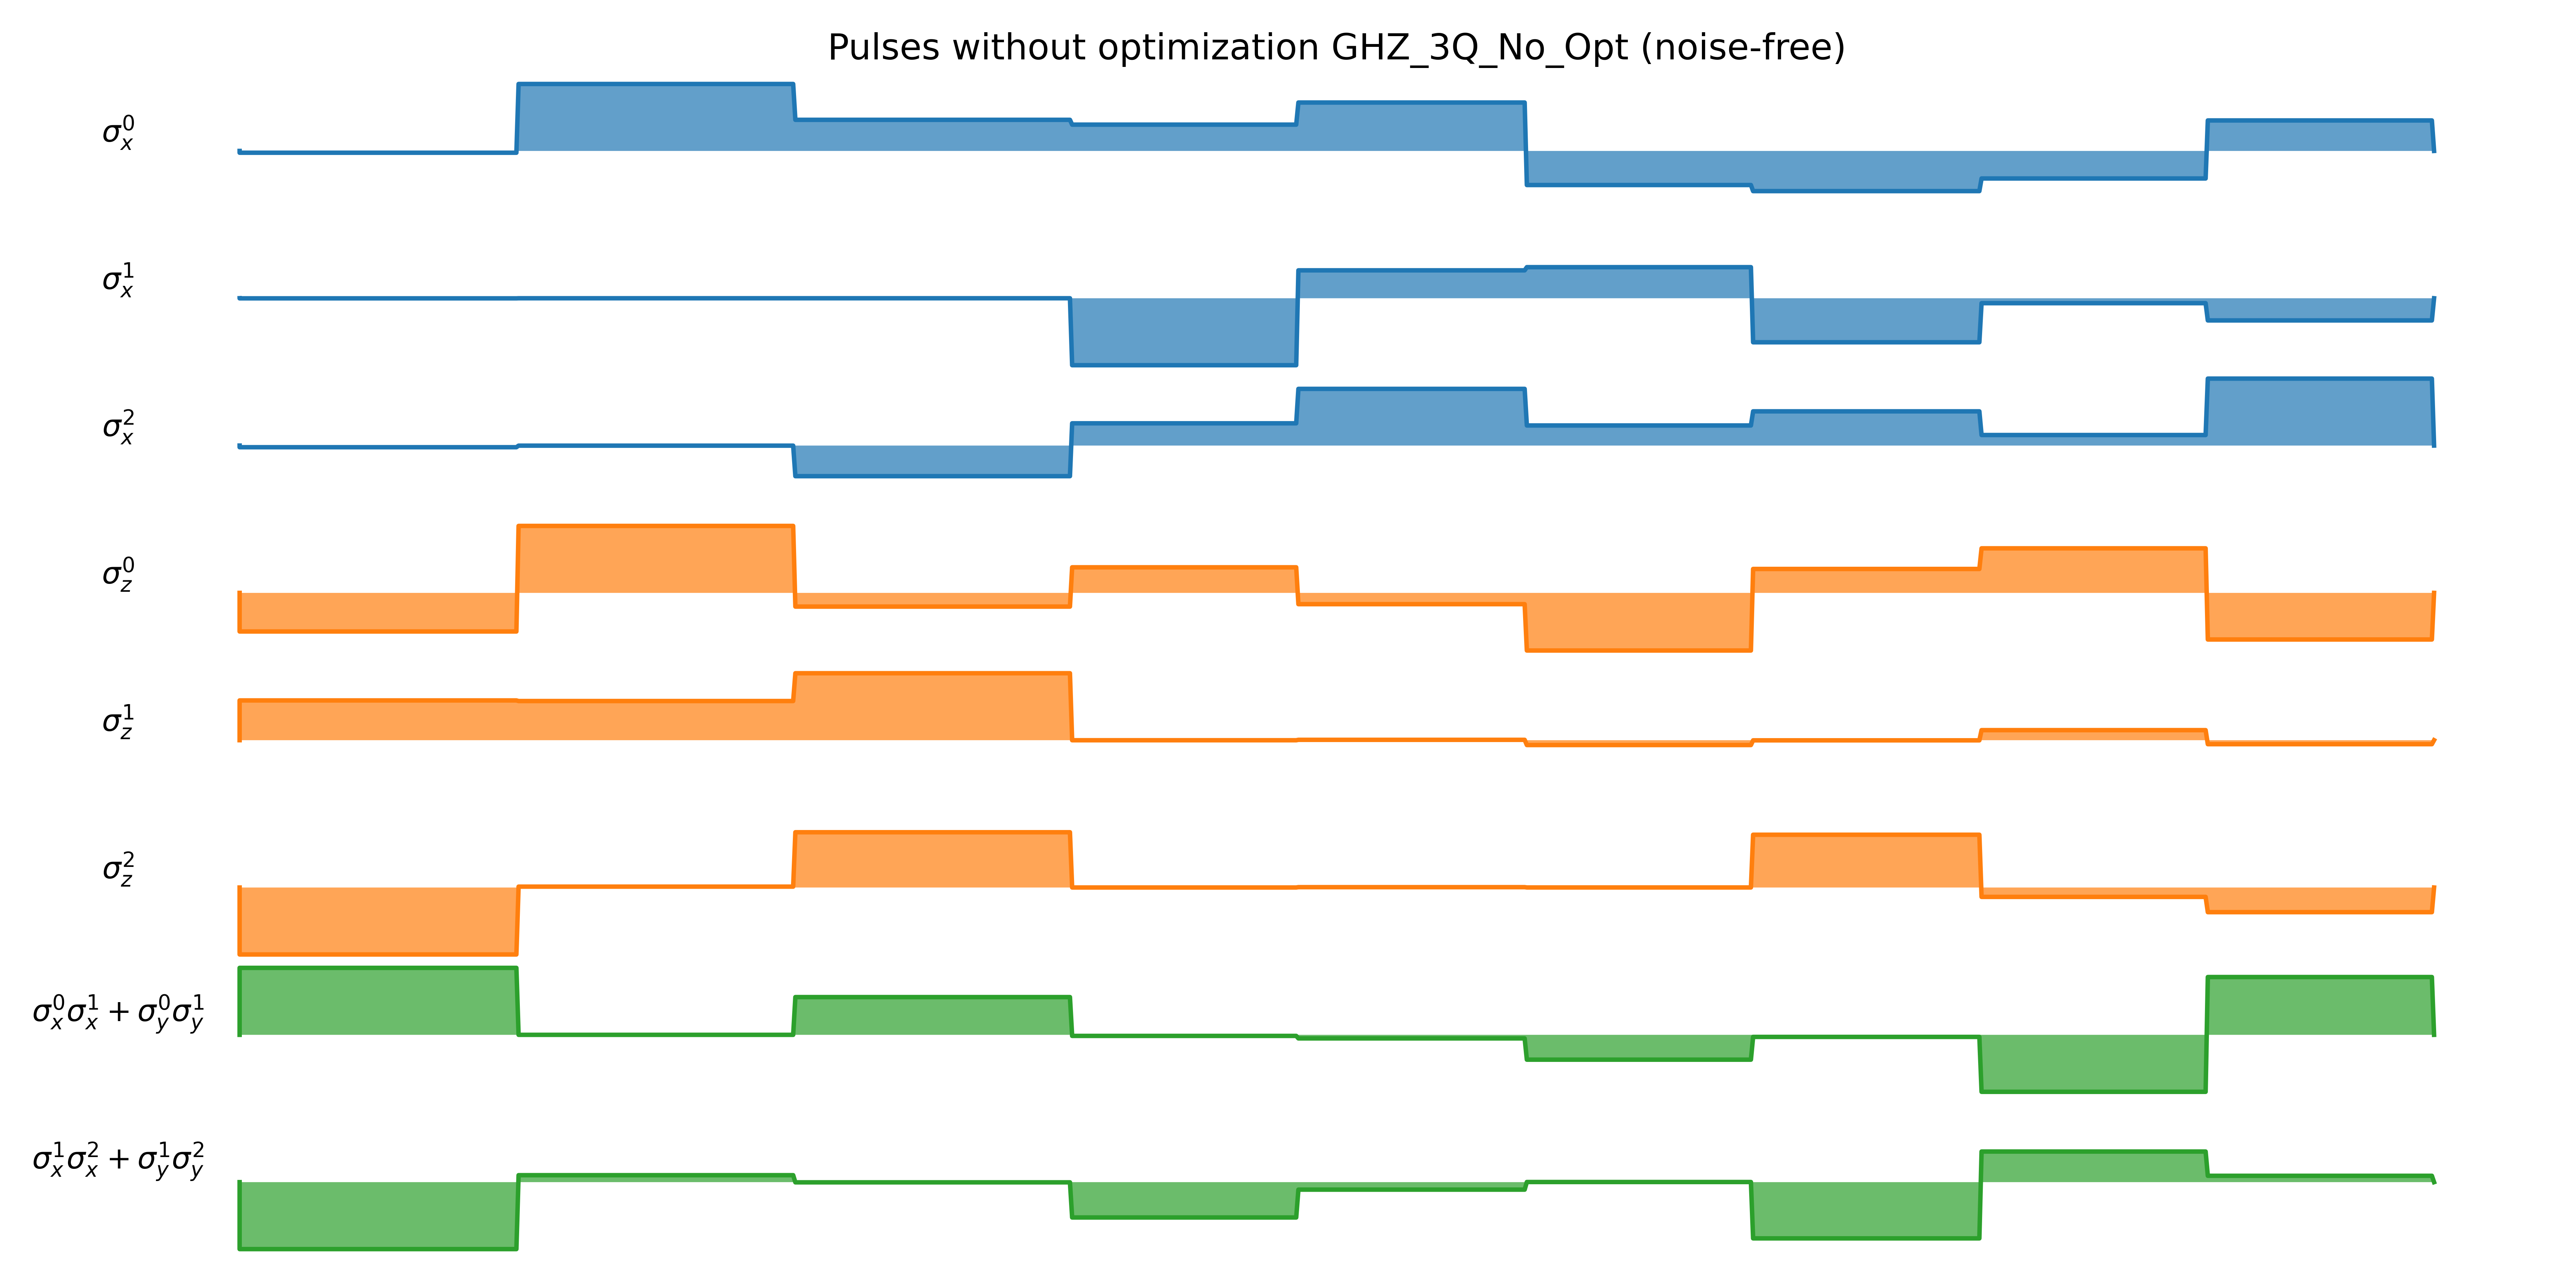 Pulses without optimization GHZ_3Q_No_Opt (noise-free)
σ_x^0
σ_x^1
σ_x^2
σ_z^0
σ_z^1
σ_z^2
σ_x^0σ_x^1 + σ_y^0σ_y^1
σ_x^1σ_x^2 + σ_y^1σ_y^2